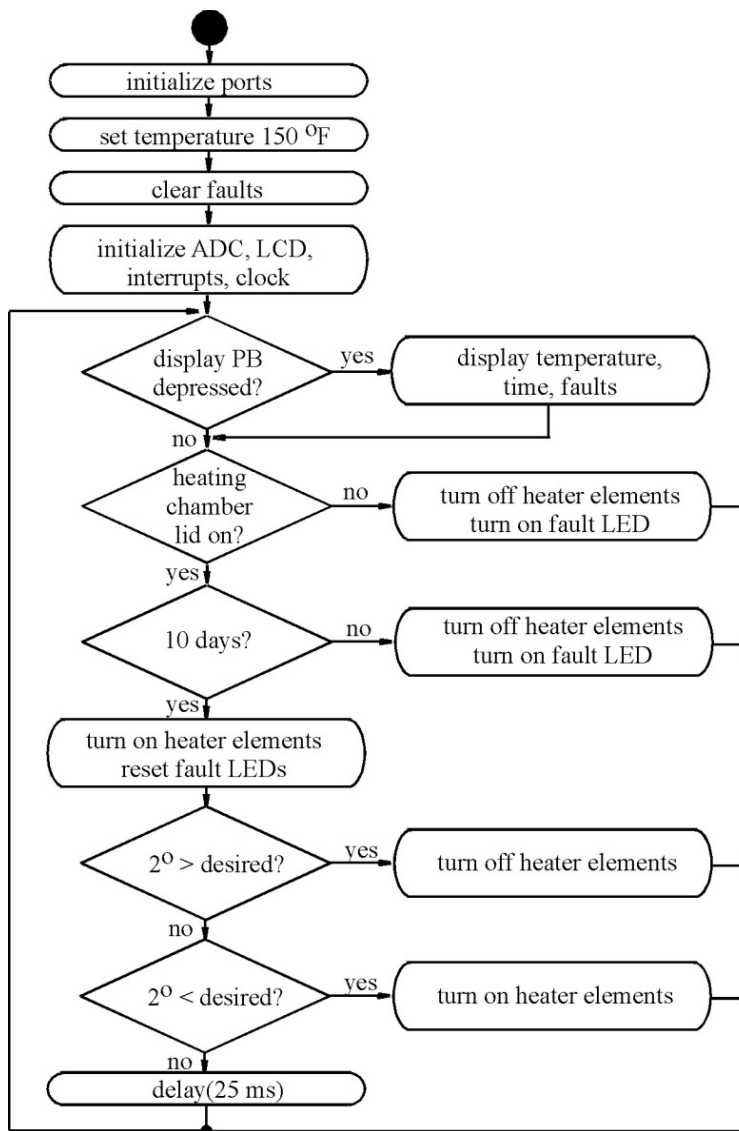 initialize ports
set temperature 150 °F
clear faults
initialize ADC, LCD,
interrupts, clock
display PB
depressed?
yes
display temperature,
time, faults
no
heating
chamber
lid on?
no
turn off heater elements
turn on fault LED
yes
10 days?
no
turn off heater elements
turn on fault LED
yes
turn on heater elements
reset fault LEDs
2° > desired?
yes
turn off heater elements
no
2° < desired?
yes
turn on heater elements
no
delay(25 ms)